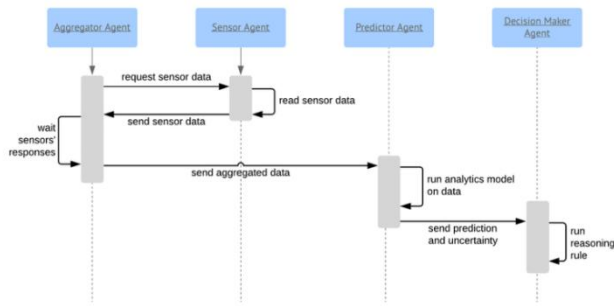 Aggregator Agent
Sensor Agent
Predictor Agent
Decision Maker
Agent
request sensor data
read sensor data
send sensor data
wait
sensors'
responses
send aggregated data
run analytics model
on data
send prediction
and uncertainty
run
reasoning
rule